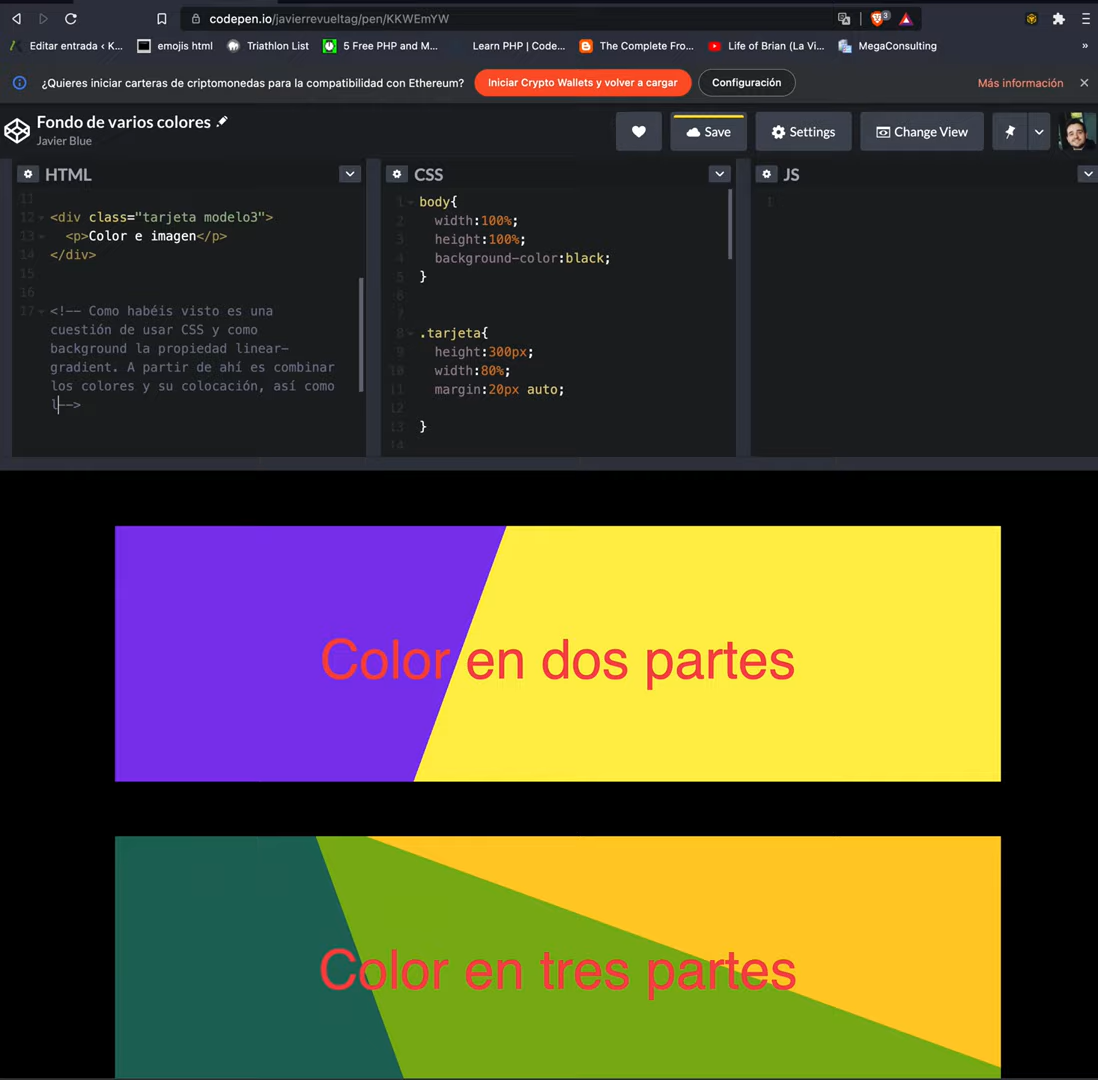 codepen.io/javierrevueltag/pen/KKWEmYW
3
Editar entrada ‹ K...
emojis html
Triathlon List
5 Free PHP and M...
Learn PHP | Code...
The Complete Fro...
Life of Brian (La Vi...
MegaConsulting
»
¿Quieres iniciar carteras de criptomonedas para la compatibilidad con Ethereum?
Iniciar Crypto Wallets y volver a cargar
Configuración
Más información
Fondo de varios colores
Javier Blue
Save
Settings
Change View
HTML
11
12 <div class="tarjeta modelo3">
13 <p>Color e imagen</p>
14 </div>
15
16
17 <!-- Como habéis visto es una
cuestión de usar CSS y como
background la propiedad linear-
gradient. A partir de ahí es combinar
los colores y su colocación, así como
l-->
CSS
1 body{
2 width:100%;
3 height:100%;
4 background-color:black;
5 }
6
7
8 .tarjeta{
9 height:300px;
10 width:80%;
11 margin:20px auto;
12
13 }
14
JS
1
Color en dos partes
Color en tres partes